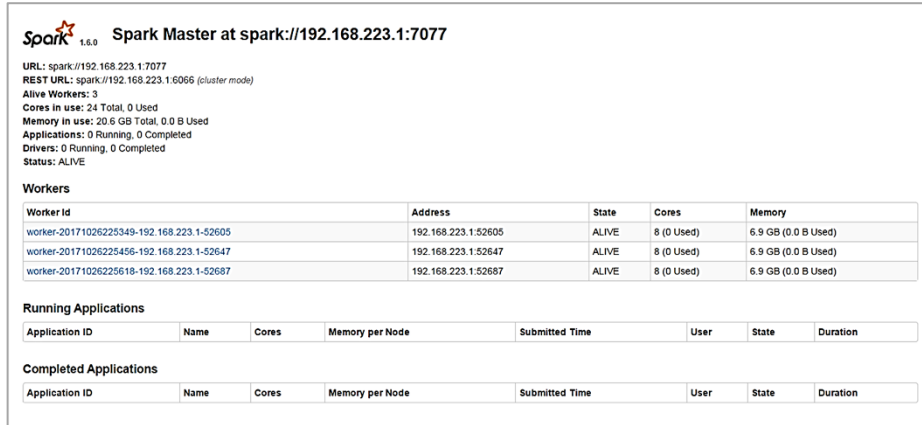 Spark 1.6.0 Spark Master at spark://192.168.223.1:7077
URL: spark://192.168.223.1:7077
REST URL: spark://192.168.223.1:6066 (cluster mode)
Alive Workers: 3
Cores in use: 24 Total, 0 Used
Memory in use: 20.6 GB Total, 0.0 B Used
Applications: 0 Running, 0 Completed
Drivers: 0 Running, 0 Completed
Status: ALIVE
Workers
Worker Id Address State Cores Memory
worker-20171026225349-192.168.223.1-52605 192.168.223.1:52605 ALIVE 8 (0 Used) 6.9 GB (0.0 B Used)
worker-20171026225456-192.168.223.1-52647 192.168.223.1:52647 ALIVE 8 (0 Used) 6.9 GB (0.0 B Used)
worker-20171026225618-192.168.223.1-52687 192.168.223.1:52687 ALIVE 8 (0 Used) 6.9 GB (0.0 B Used)
Running Applications
Application ID Name Cores Memory per Node Submitted Time User State Duration
Completed Applications
Application ID Name Cores Memory per Node Submitted Time User State Duration